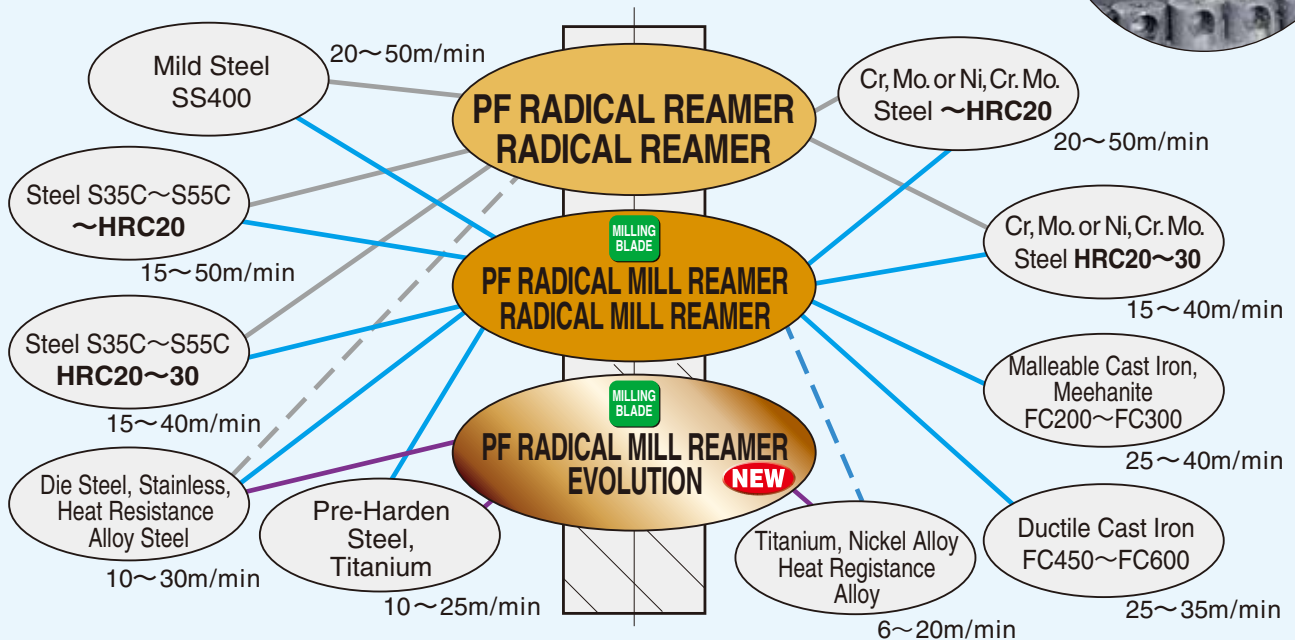 20～50m/min
Mild Steel
SS400
PF RADICAL REAMER
RADICAL REAMER
Cr, Mo. or Ni, Cr. Mo.
Steel ～HRC20
20～50m/min
Steel S35C～S55C
～HRC20
15～50m/min
MILLING
BLADE
PF RADICAL MILL REAMER
RADICAL MILL REAMER
Cr, Mo. or Ni, Cr. Mo.
Steel HRC20～30
15～40m/min
Steel S35C～S55C
HRC20～30
15～40m/min
Malleable Cast Iron,
Meehanite
FC200～FC300
25～40m/min
MILLING
BLADE
PF RADICAL MILL REAMER
EVOLUTION NEW
Die Steel, Stainless,
Heat Resistance
Alloy Steel
10～30m/min
Pre-Harden
Steel,
Titanium
10～25m/min
Titanium, Nickel Alloy
Heat Registance
Alloy
6～20m/min
Ductile Cast Iron
FC450～FC600
25～35m/min